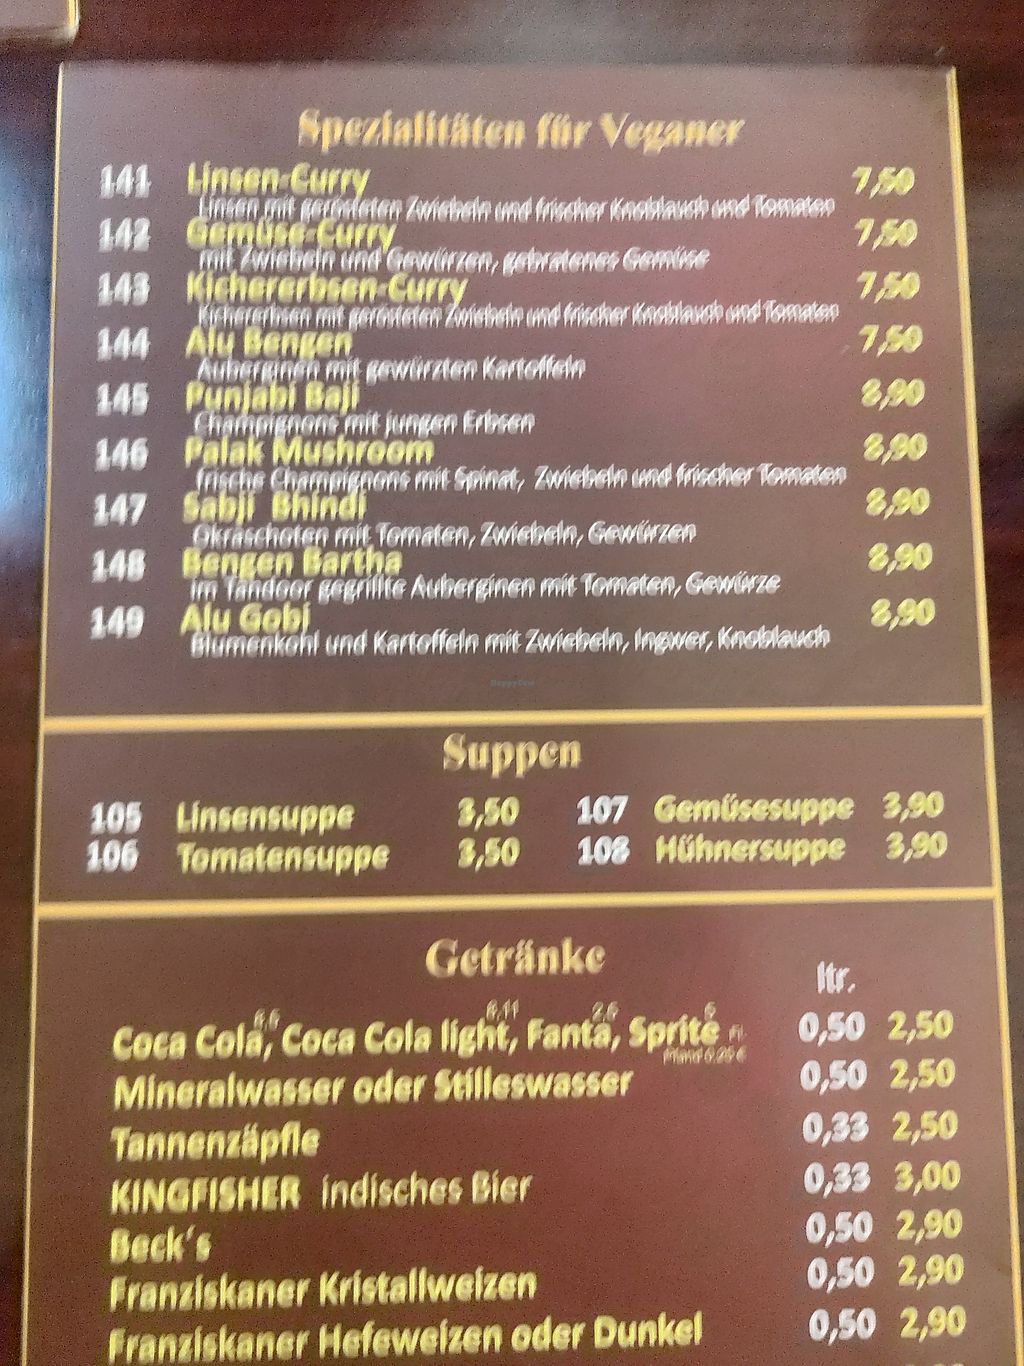 Spezialitäten für Veganer
141 Linsen-Curry 7,50
Linsen mit gerösteten Zwiebeln und frischer Knoblauch und Tomaten
142 Gemüse-Curry 7,50
mit Zwiebeln und Gewürzen, gebratenes Gemüse
143 Kichererbsen-Curry 7,50
Kichererbsen mit gerösteten Zwiebeln und frischer Knoblauch und Tomaten
144 Alu Bengen 7,50
Auberginen mit gewürzten Kartoffeln
145 Punjabi Baji 8,90
Champignons mit jungen Erbsen
146 Palak Mushroom 8,90
frische Champignons mit Spinat, Zwiebeln und frischer Tomaten
147 Sabji Bhindi 8,90
Okraschoten mit Tomaten, Zwiebeln, Gewürzen
148 Bengen Bartha 8,90
im Tandoor gegrillte Auberginen mit Tomaten, Gewürze
149 Alu Gobi 8,90
Blumenkohl und Kartoffeln mit Zwiebeln, Ingwer, Knoblauch
HappyCow
Suppen
105 Linsensuppe 3,50 107 Gemüsesuppe 3,90
106 Tomatensuppe 3,50 108 Hühnersuppe 3,90
Getränke
ltr.
Coca Cola, Coca Cola light, Fanta, Sprite Fl. 0,50 2,50
Pfand 0,25 €
Mineralwasser oder Stilleswasser 0,50 2,50
Tannenzäpfle 0,33 2,50
KINGFISHER indisches Bier 0,33 3,00
Beck's 0,50 2,90
Franziskaner Kristallweizen 0,50 2,90
Franziskaner Hefeweizen oder Dunkel 0,50 2,90